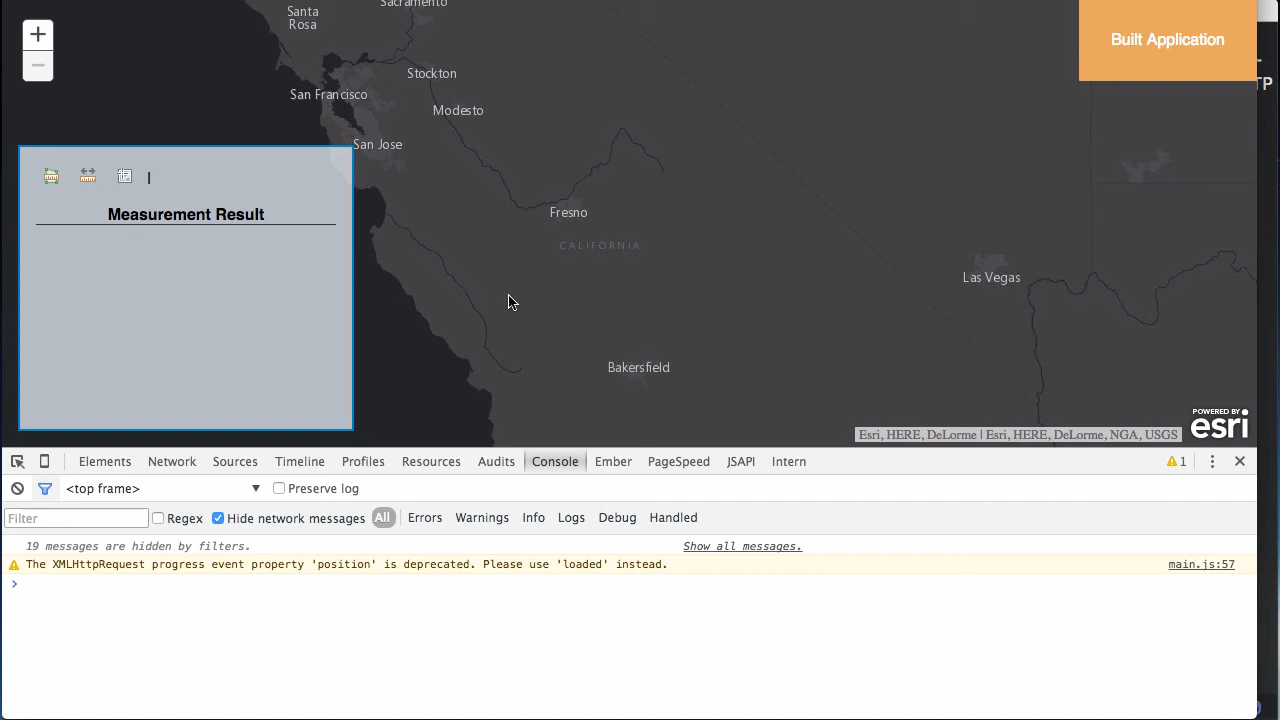 Sacramento
Santa
Rosa
+
Built Application
Stockton
TP
San Francisco
Modesto
San Jose
Measurement Result
Fresno
CALIFORNIA
Las Vegas
Bakersfield
POWERED BY
esri
Esri, HERE, DeLorme | Esri, HERE, DeLorme, NGA, USGS
Elements Network Sources Timeline Profiles Resources Audits Console Ember PageSpeed JSAPI Intern 1
<top frame> Preserve log
Filter Regex Hide network messages All Errors Warnings Info Logs Debug Handled
19 messages are hidden by filters. Show all messages.
The XMLHttpRequest progress event property 'position' is deprecated. Please use 'loaded' instead. main.js:57